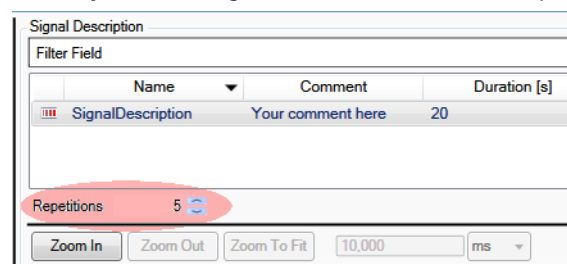 Signal Description
Filter Field
Name Comment Duration [s]
SignalDescription Your comment here 20
Repetitions 5
Zoom In Zoom Out Zoom To Fit 10,000 ms